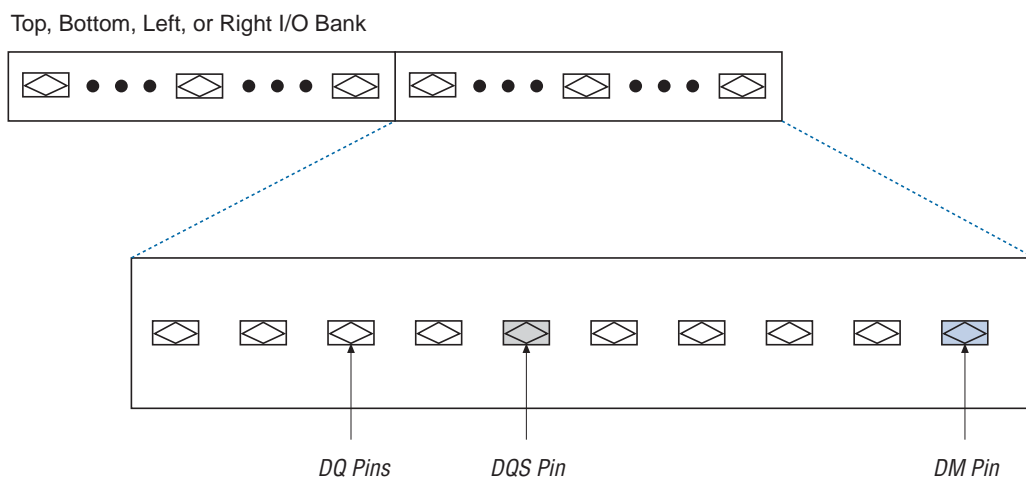 Top, Bottom, Left, or Right I/O Bank
DQ Pins
DQS Pin
DM Pin